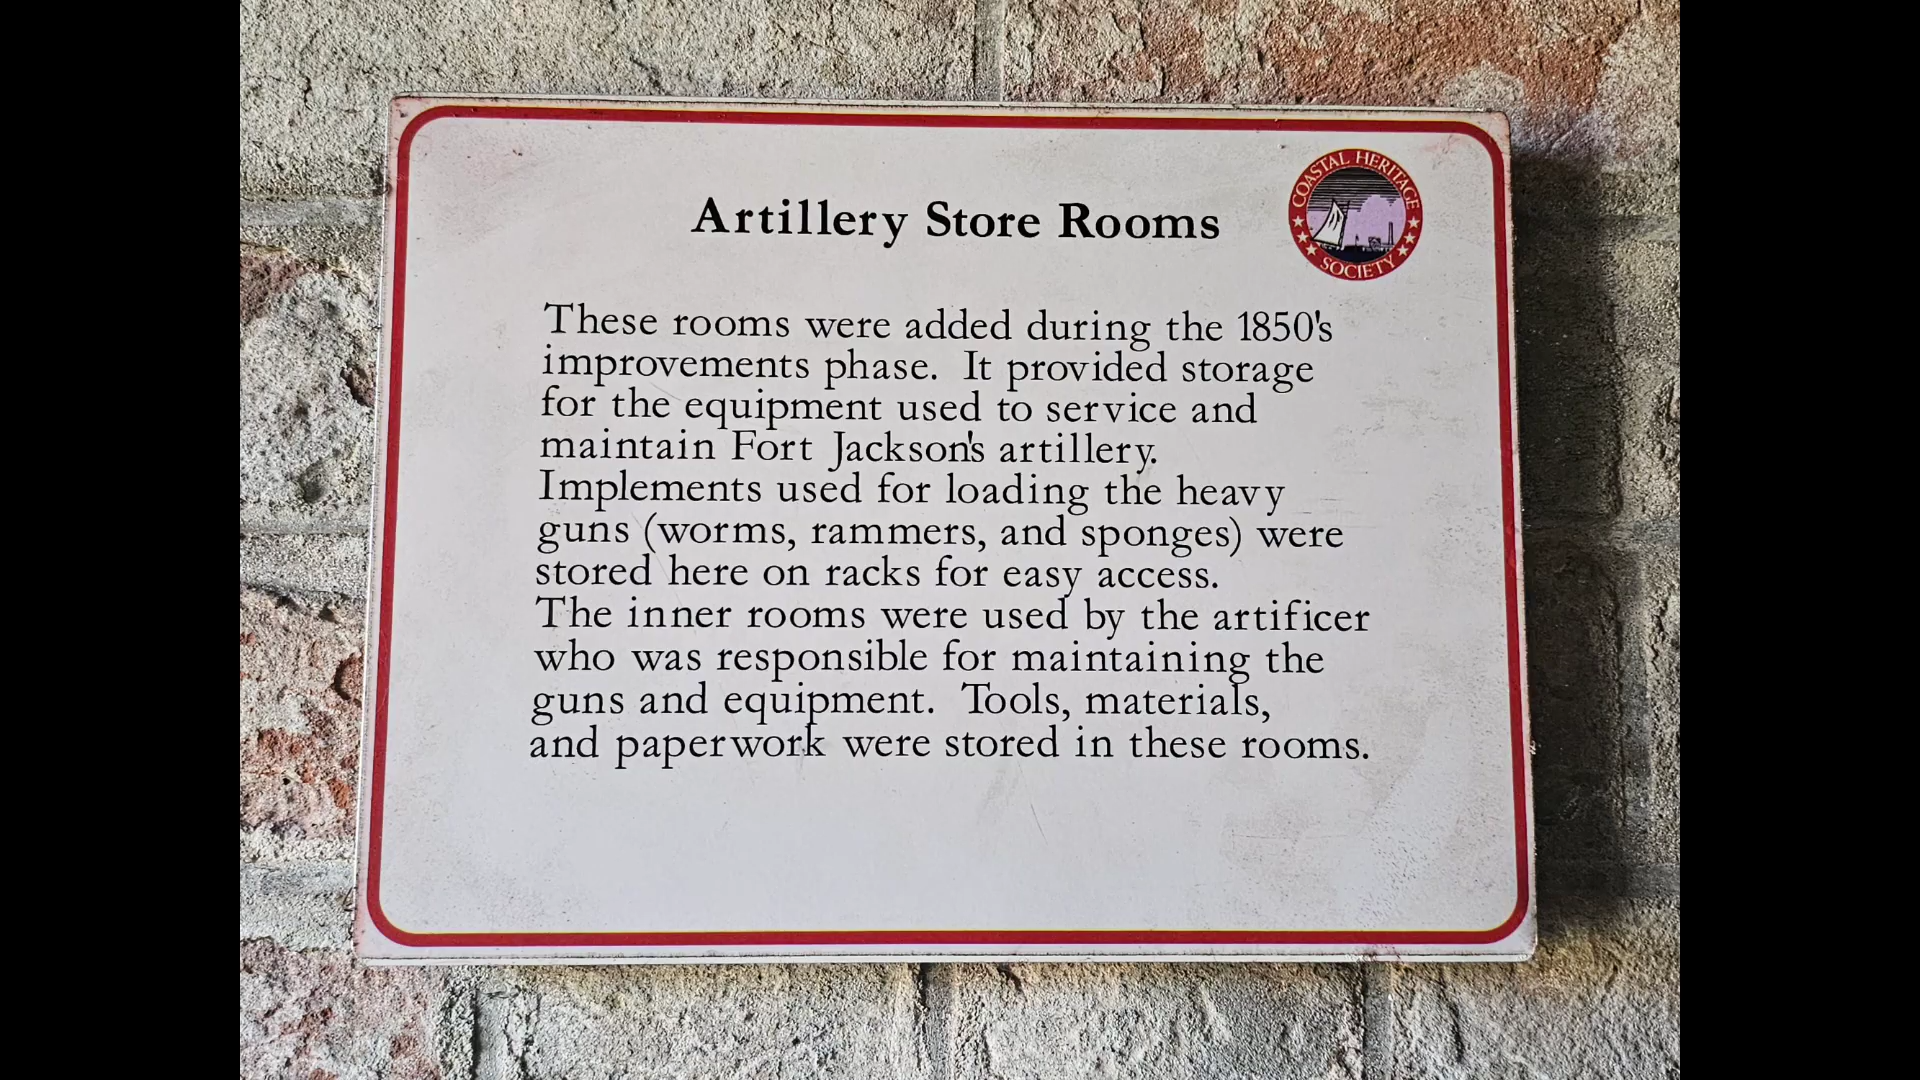 Artillery Store Rooms
COASTAL HERITAGE
SOCIETY
These rooms were added during the 1850's
improvements phase. It provided storage
for the equipment used to service and
maintain Fort Jackson's artillery.
Implements used for loading the heavy
guns (worms, rammers, and sponges) were
stored here on racks for easy access.
The inner rooms were used by the artificer
who was responsible for maintaining the
guns and equipment. Tools, materials,
and paperwork were stored in these rooms.